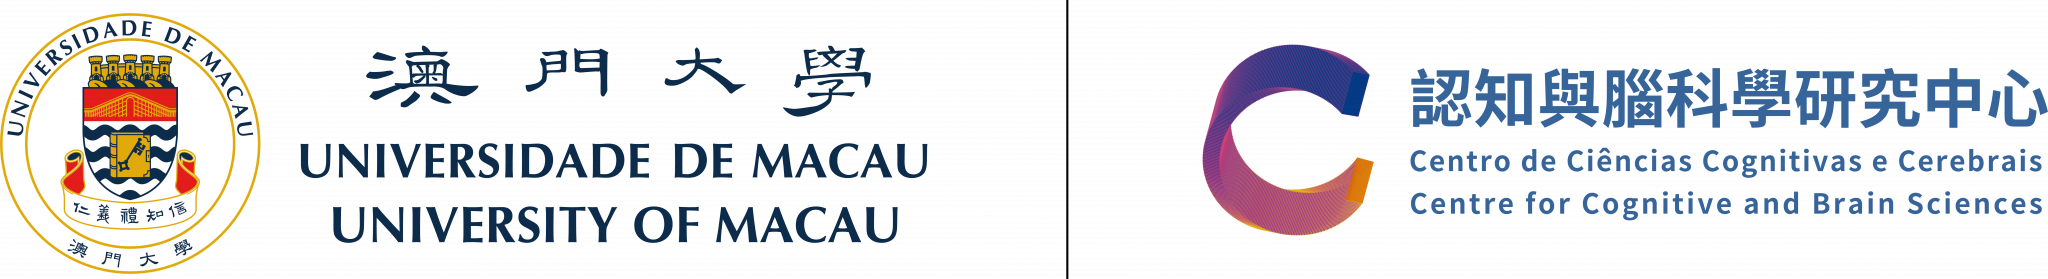 UNIVERSIDADE DE MACAU
仁義禮知信
澳門大學
澳門大學
UNIVERSIDADE DE MACAU
UNIVERSITY OF MACAU
認知與腦科學研究中心
Centro de Ciências Cognitivas e Cerebrais
Centre for Cognitive and Brain Sciences